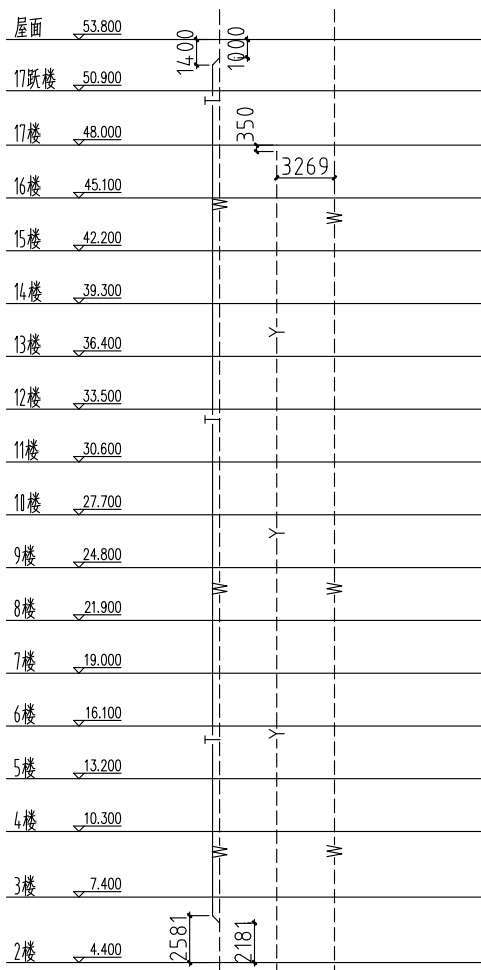 屋面 53.800
1400
1000
17跃楼 50.900
350
17楼 48.000
3269
16楼 45.100
15楼 42.200
14楼 39.300
13楼 36.400
12楼 33.500
11楼 30.600
10楼 27.700
9楼 24.800
8楼 21.900
7楼 19.000
6楼 16.100
5楼 13.200
4楼 10.300
3楼 7.400
2581
2181
2楼 4.400
W
W
Y
Y
W
W
Y
W
W